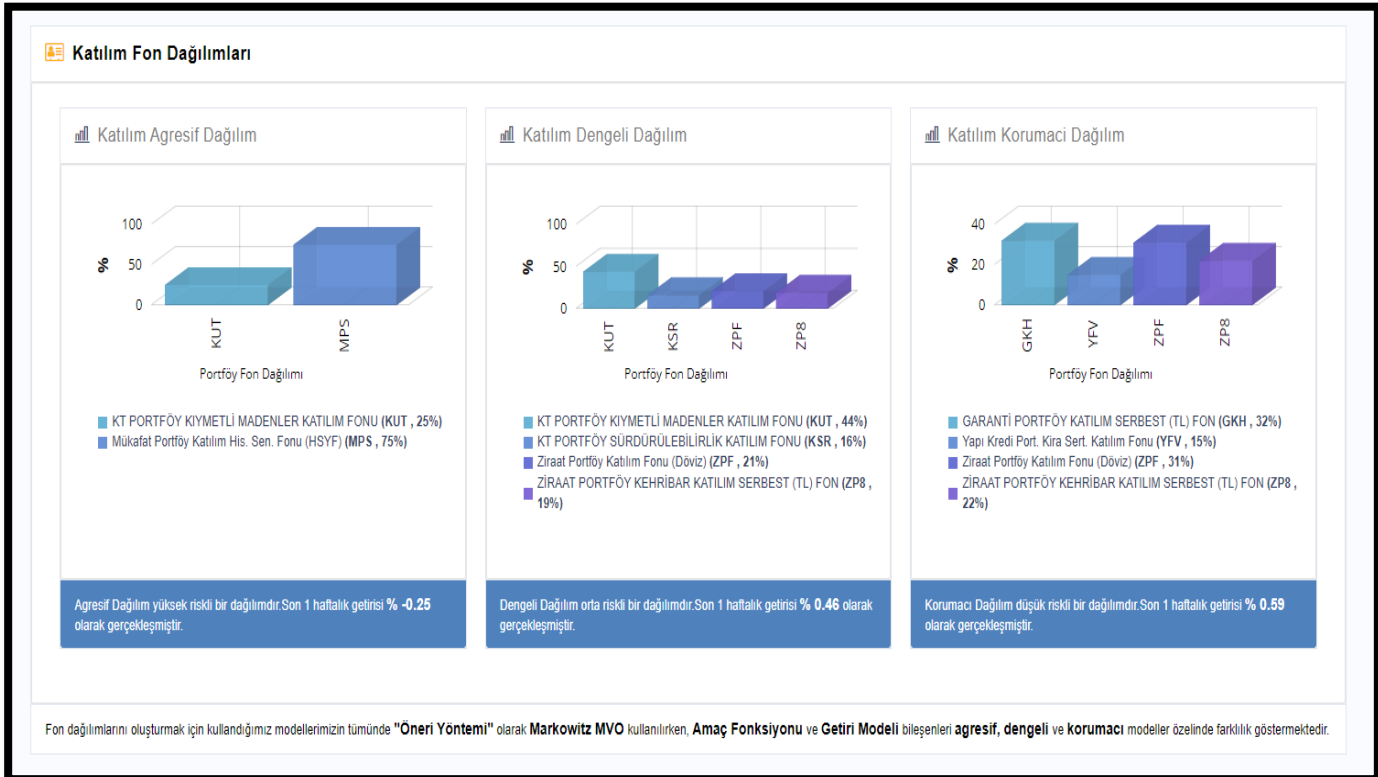 Katılım Fon Dağılımları
Katılım Agresif Dağılım
100
50
0
%
KUT
MPS
Portföy Fon Dağılımı
KT PORTFÖY KIYMETLİ MADENLER KATILIM FONU (KUT , 25%)
Mükafat Portföy Katılım His. Sen. Fonu (HSYF) (MPS , 75%)
Agresif Dağılım yüksek riskli bir dağılımdır.Son 1 haftalık getirisi % -0.25
olarak gerçekleşmiştir.
Katılım Dengeli Dağılım
100
50
0
%
KUT
KSR
ZPF
ZP8
Portföy Fon Dağılımı
KT PORTFÖY KIYMETLİ MADENLER KATILIM FONU (KUT , 44%)
KT PORTFÖY SÜRDÜRÜLEBİLİRLİK KATILIM FONU (KSR , 16%)
Ziraat Portföy Katılım Fonu (Döviz) (ZPF , 21%)
ZİRAAT PORTFÖY KEHRİBAR KATILIM SERBEST (TL) FON (ZP8 ,
19%)
Dengeli Dağılım orta riskli bir dağılımdır.Son 1 haftalık getirisi % 0.46 olarak
gerçekleşmiştir.
Katılım Korumaci Dağılım
40
20
0
%
GKH
YFV
ZPF
ZP8
Portföy Fon Dağılımı
GARANTİ PORTFÖY KATILIM SERBEST (TL) FON (GKH , 32%)
Yapı Kredi Port. Kira Sert. Katılım Fonu (YFV , 15%)
Ziraat Portföy Katılım Fonu (Döviz) (ZPF , 31%)
ZİRAAT PORTFÖY KEHRİBAR KATILIM SERBEST (TL) FON (ZP8 ,
22%)
Korumacı Dağılım düşük riskli bir dağılımdır.Son 1 haftalık getirisi % 0.59
olarak gerçekleşmiştir.
Fon dağılımlarını oluşturmak için kullandığımız modellerimizin tümünde "Öneri Yöntemi" olarak Markowitz MVO kullanılırken, Amaç Fonksiyonu ve Getiri Modeli bileşenleri agresif, dengeli ve korumacı modeller özelinde farklılık göstermektedir.